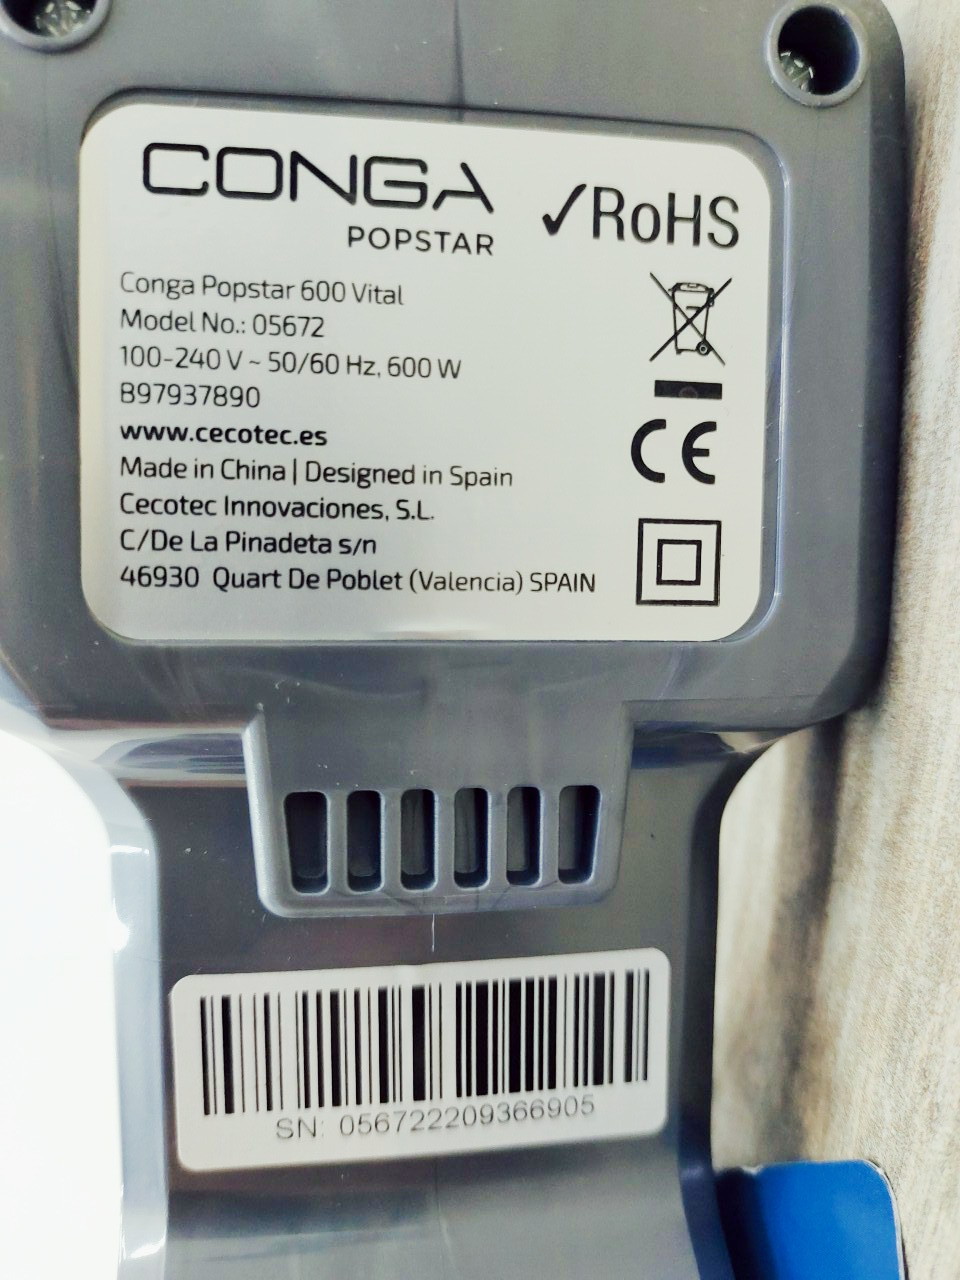 CONGA
POPSTAR
✓RoHS
Conga Popstar 600 Vital
Model No.: 05672
100-240 V ~ 50/60 Hz, 600 W
B97937890
www.cecotec.es
Made in China | Designed in Spain
Cecotec Innovaciones, S.L.
C/De La Pinadeta s/n
46930 Quart De Poblet (Valencia) SPAIN
CE
SN: 056722209366905